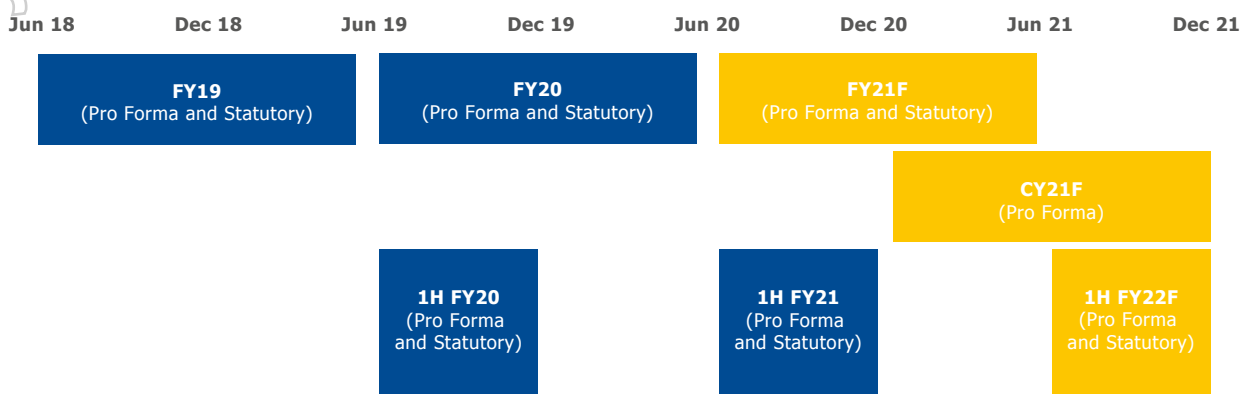 Jun 18 Dec 18 Jun 19 Dec 19 Jun 20 Dec 20 Jun 21 Dec 21
FY19
(Pro Forma and Statutory)
FY20
(Pro Forma and Statutory)
FY21F
(Pro Forma and Statutory)
CY21F
(Pro Forma)
1H FY20
(Pro Forma
and Statutory)
1H FY21
(Pro Forma
and Statutory)
1H FY22F
(Pro Forma
and Statutory)